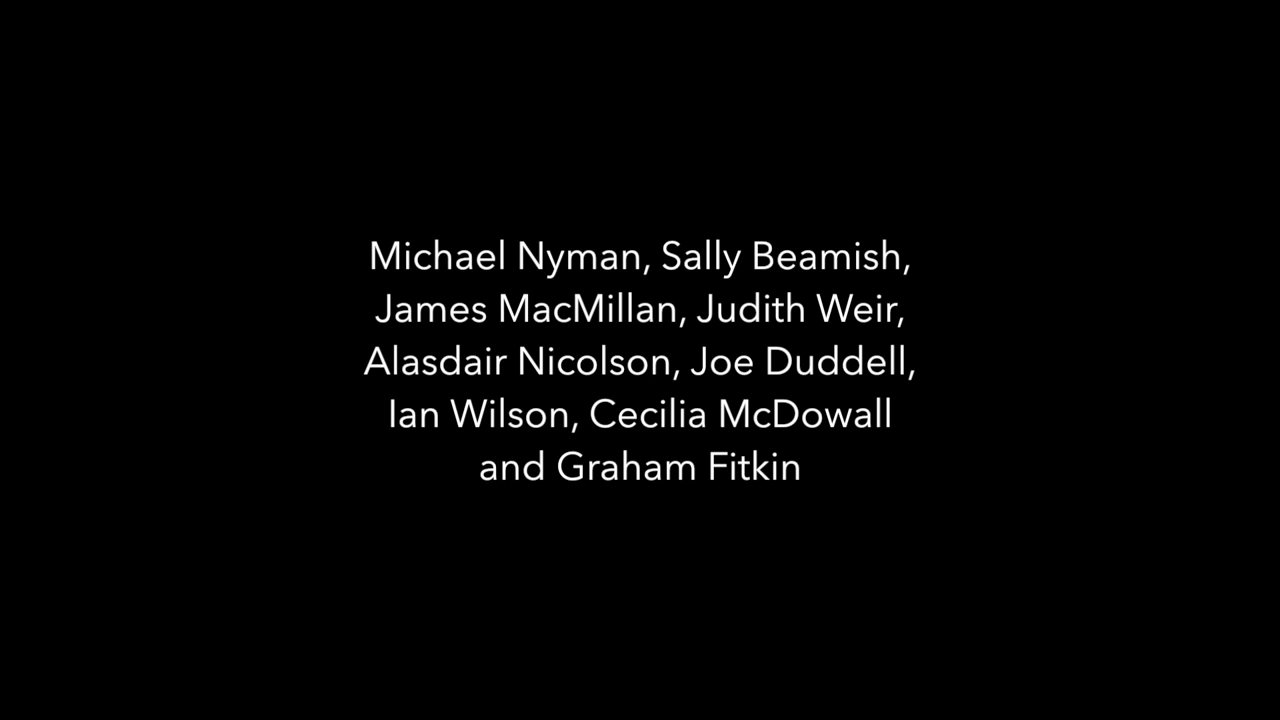 Michael Nyman, Sally Beamish,
James MacMillan, Judith Weir,
Alasdair Nicolson, Joe Duddell,
Ian Wilson, Cecilia McDowall
and Graham Fitkin